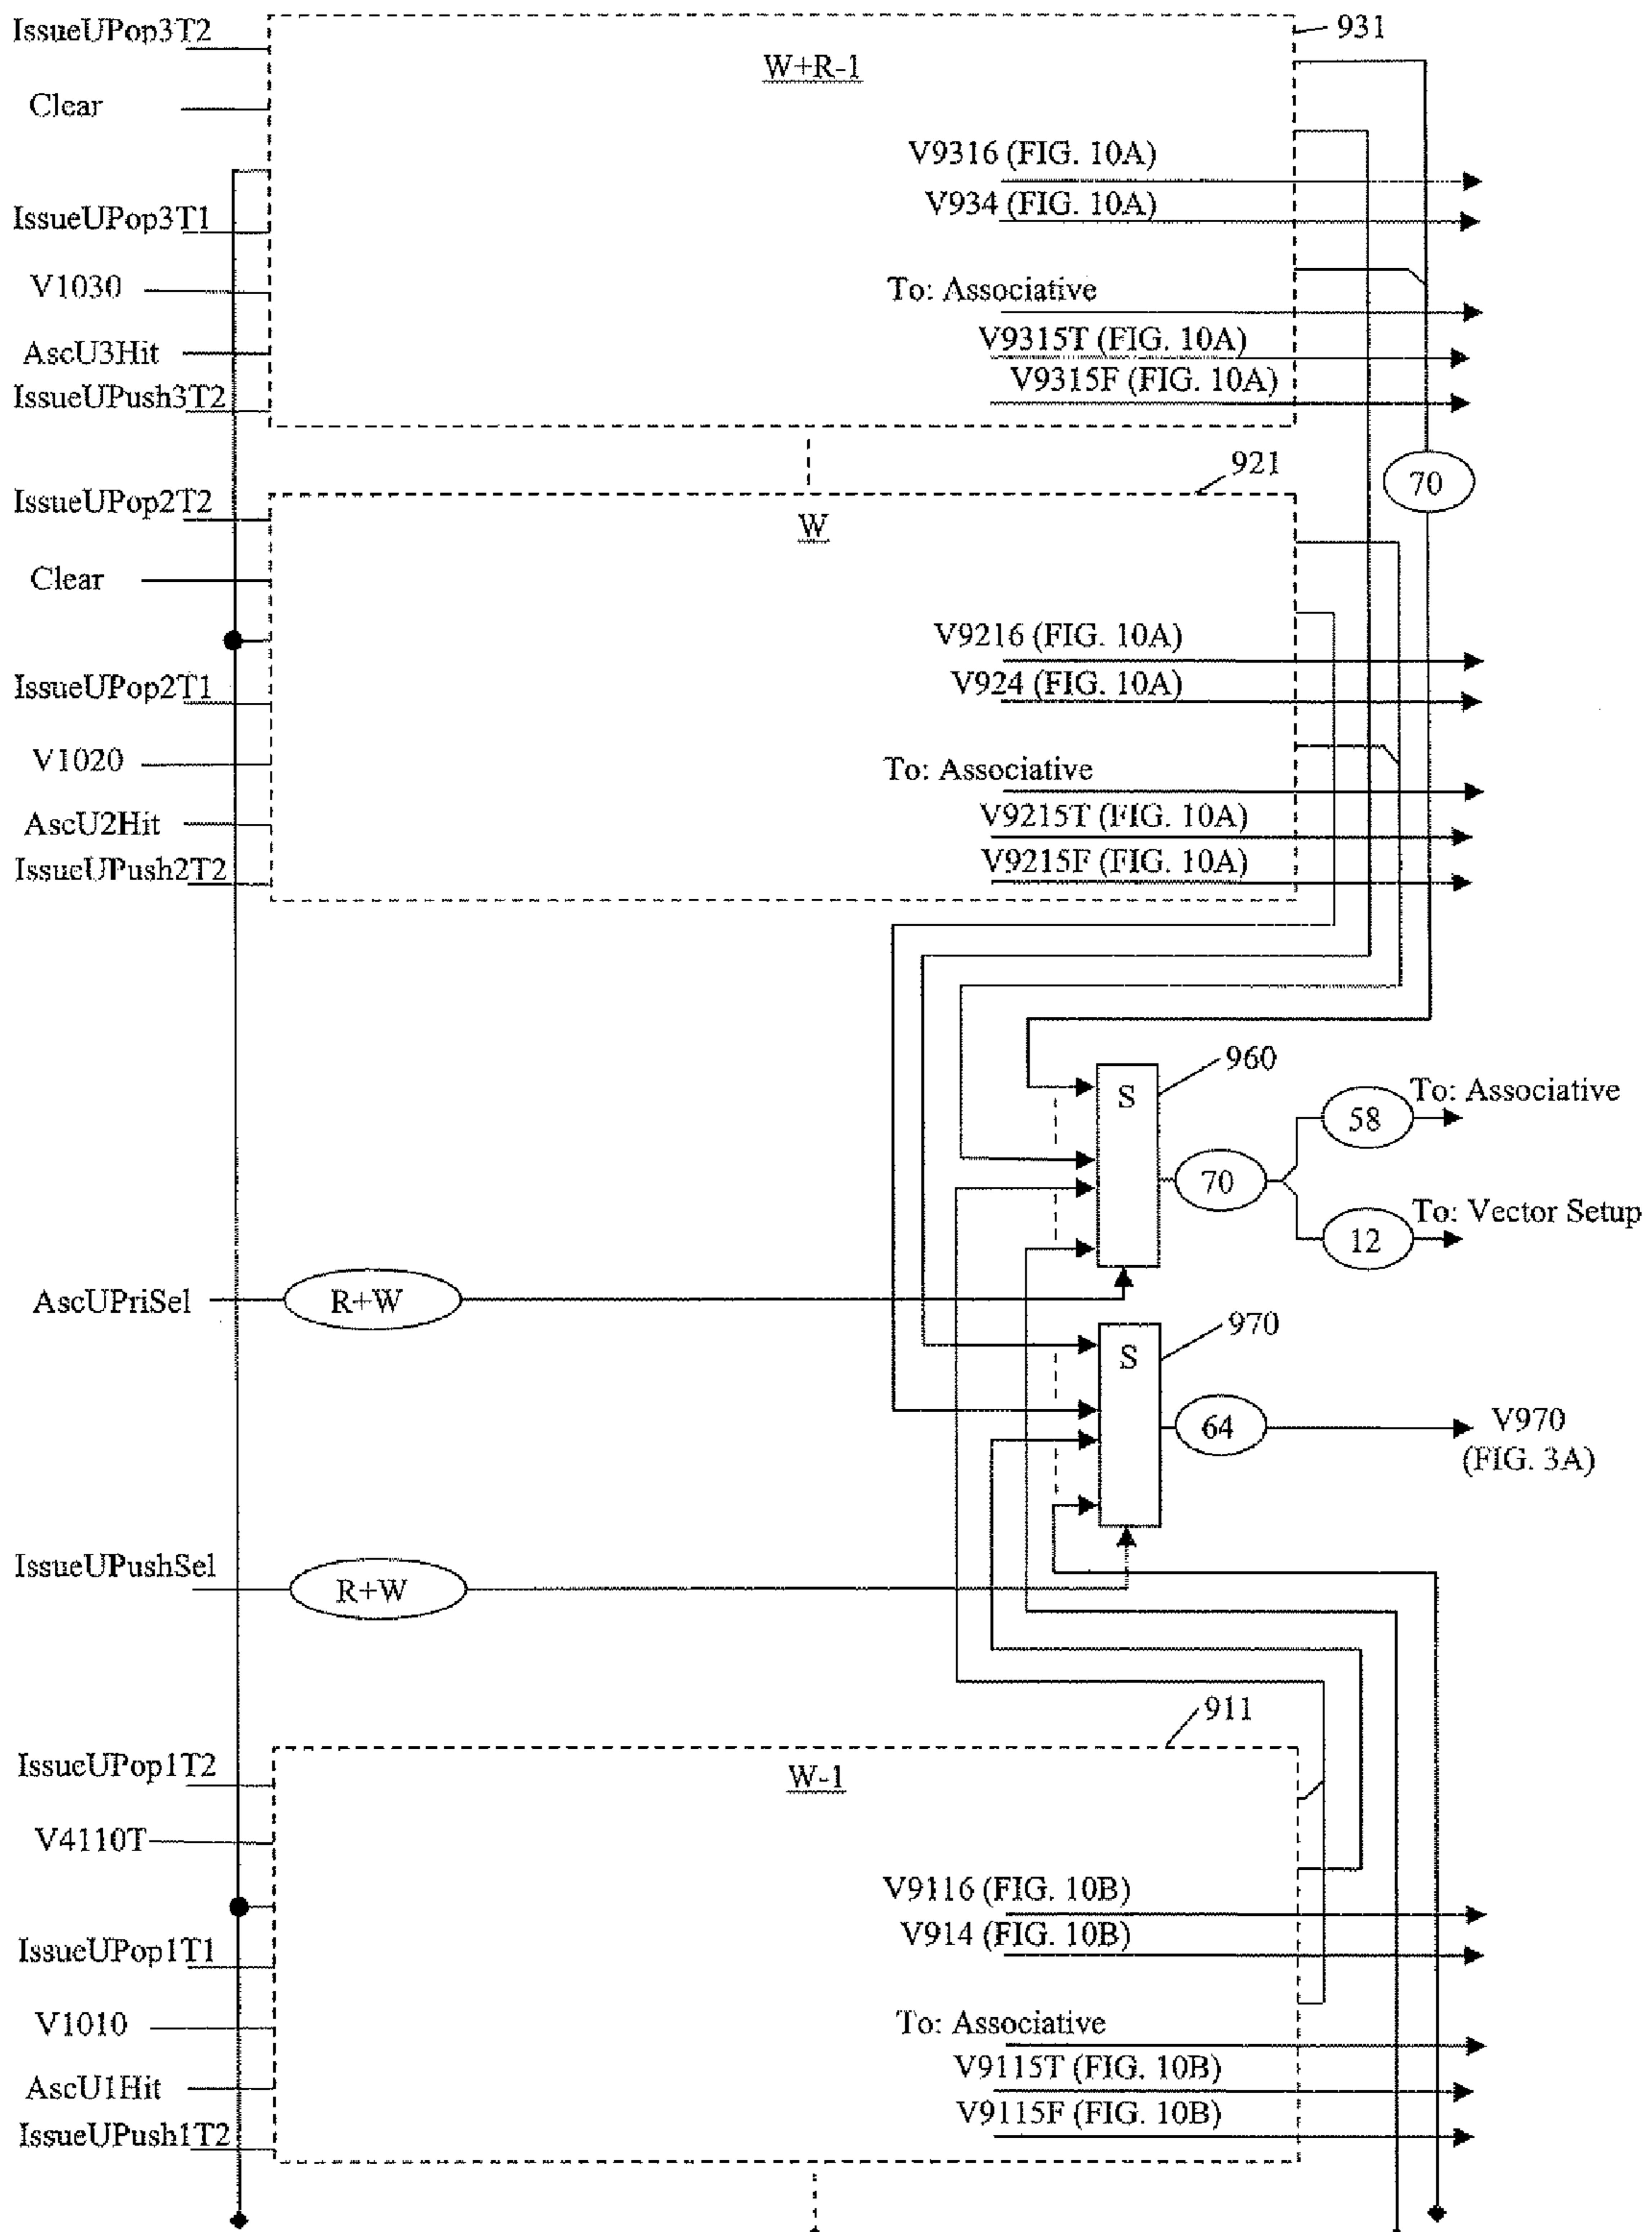 IssueUPop3T2
931
W+R-1
Clear
V9316 (FIG. 10A)
V934 (FIG. 10A)
IssueUPop3T1
V1030
To: Associative
AscU3Hit
V9315T (FIG. 10A)
IssueUPush3T2
V9315F (FIG. 10A)
921
70
IssueUPop2T2
W
Clear
V9216 (FIG. 10A)
IssueUPop2T1
V924 (FIG. 10A)
V1020
To: Associative
AscU2Hit
V9215T (FIG. 10A)
IssueUPush2T2
V9215F (FIG. 10A)
960
S
58
To: Associative
70
12
To: Vector Setup
AscUPriSel
R+W
970
S
64
V970
(FIG. 3A)
IssueUPushSel
R+W
911
IssueUPop1T2
W-1
V4110T
V9116 (FIG. 10B)
V914 (FIG. 10B)
IssueUPop1T1
V1010
To: Associative
AscU1Hit
V9115T (FIG. 10B)
IssueUPush1T2
V9115F (FIG. 10B)